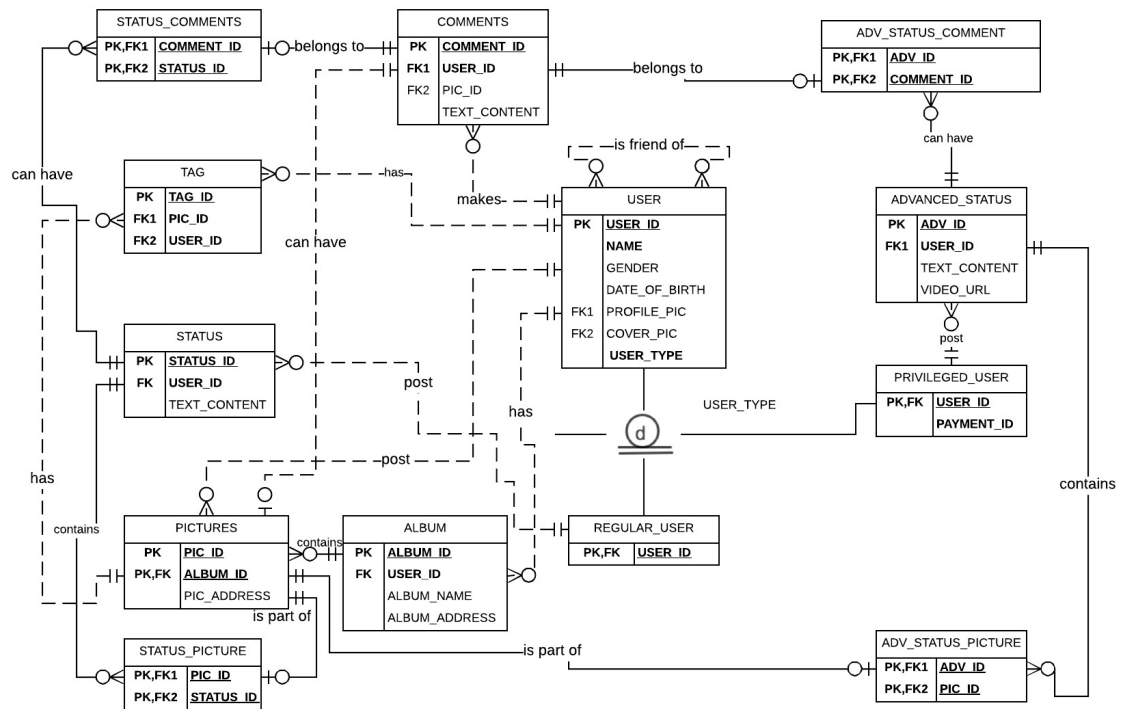 STATUS_COMMENTS
PK,FK1 COMMENT_ID
PK,FK2 STATUS_ID
belongs to
COMMENTS
PK COMMENT_ID
FK1 USER_ID
FK2 PIC_ID
TEXT_CONTENT
belongs to
ADV_STATUS_COMMENT
PK,FK1 ADV_ID
PK,FK2 COMMENT_ID
can have
can have
TAG
PK TAG_ID
FK1 PIC_ID
FK2 USER_ID
has
makes
is friend of
can have
USER
PK USER_ID
NAME
GENDER
DATE_OF_BIRTH
FK1 PROFILE_PIC
FK2 COVER_PIC
USER_TYPE
ADVANCED_STATUS
PK ADV_ID
FK1 USER_ID
TEXT_CONTENT
VIDEO_URL
post
STATUS
PK STATUS_ID
FK USER_ID
TEXT_CONTENT
post
has
USER_TYPE
d
PRIVILEGED_USER
PK,FK USER_ID
PAYMENT_ID
has
post
contains
contains
PICTURES
PK PIC_ID
PK,FK ALBUM_ID
PIC_ADDRESS
contains
ALBUM
PK ALBUM_ID
FK USER_ID
ALBUM_NAME
ALBUM_ADDRESS
REGULAR_USER
PK,FK USER_ID
is part of
is part of
STATUS_PICTURE
PK,FK1 PIC_ID
PK,FK2 STATUS_ID
ADV_STATUS_PICTURE
PK,FK1 ADV_ID
PK,FK2 PIC_ID